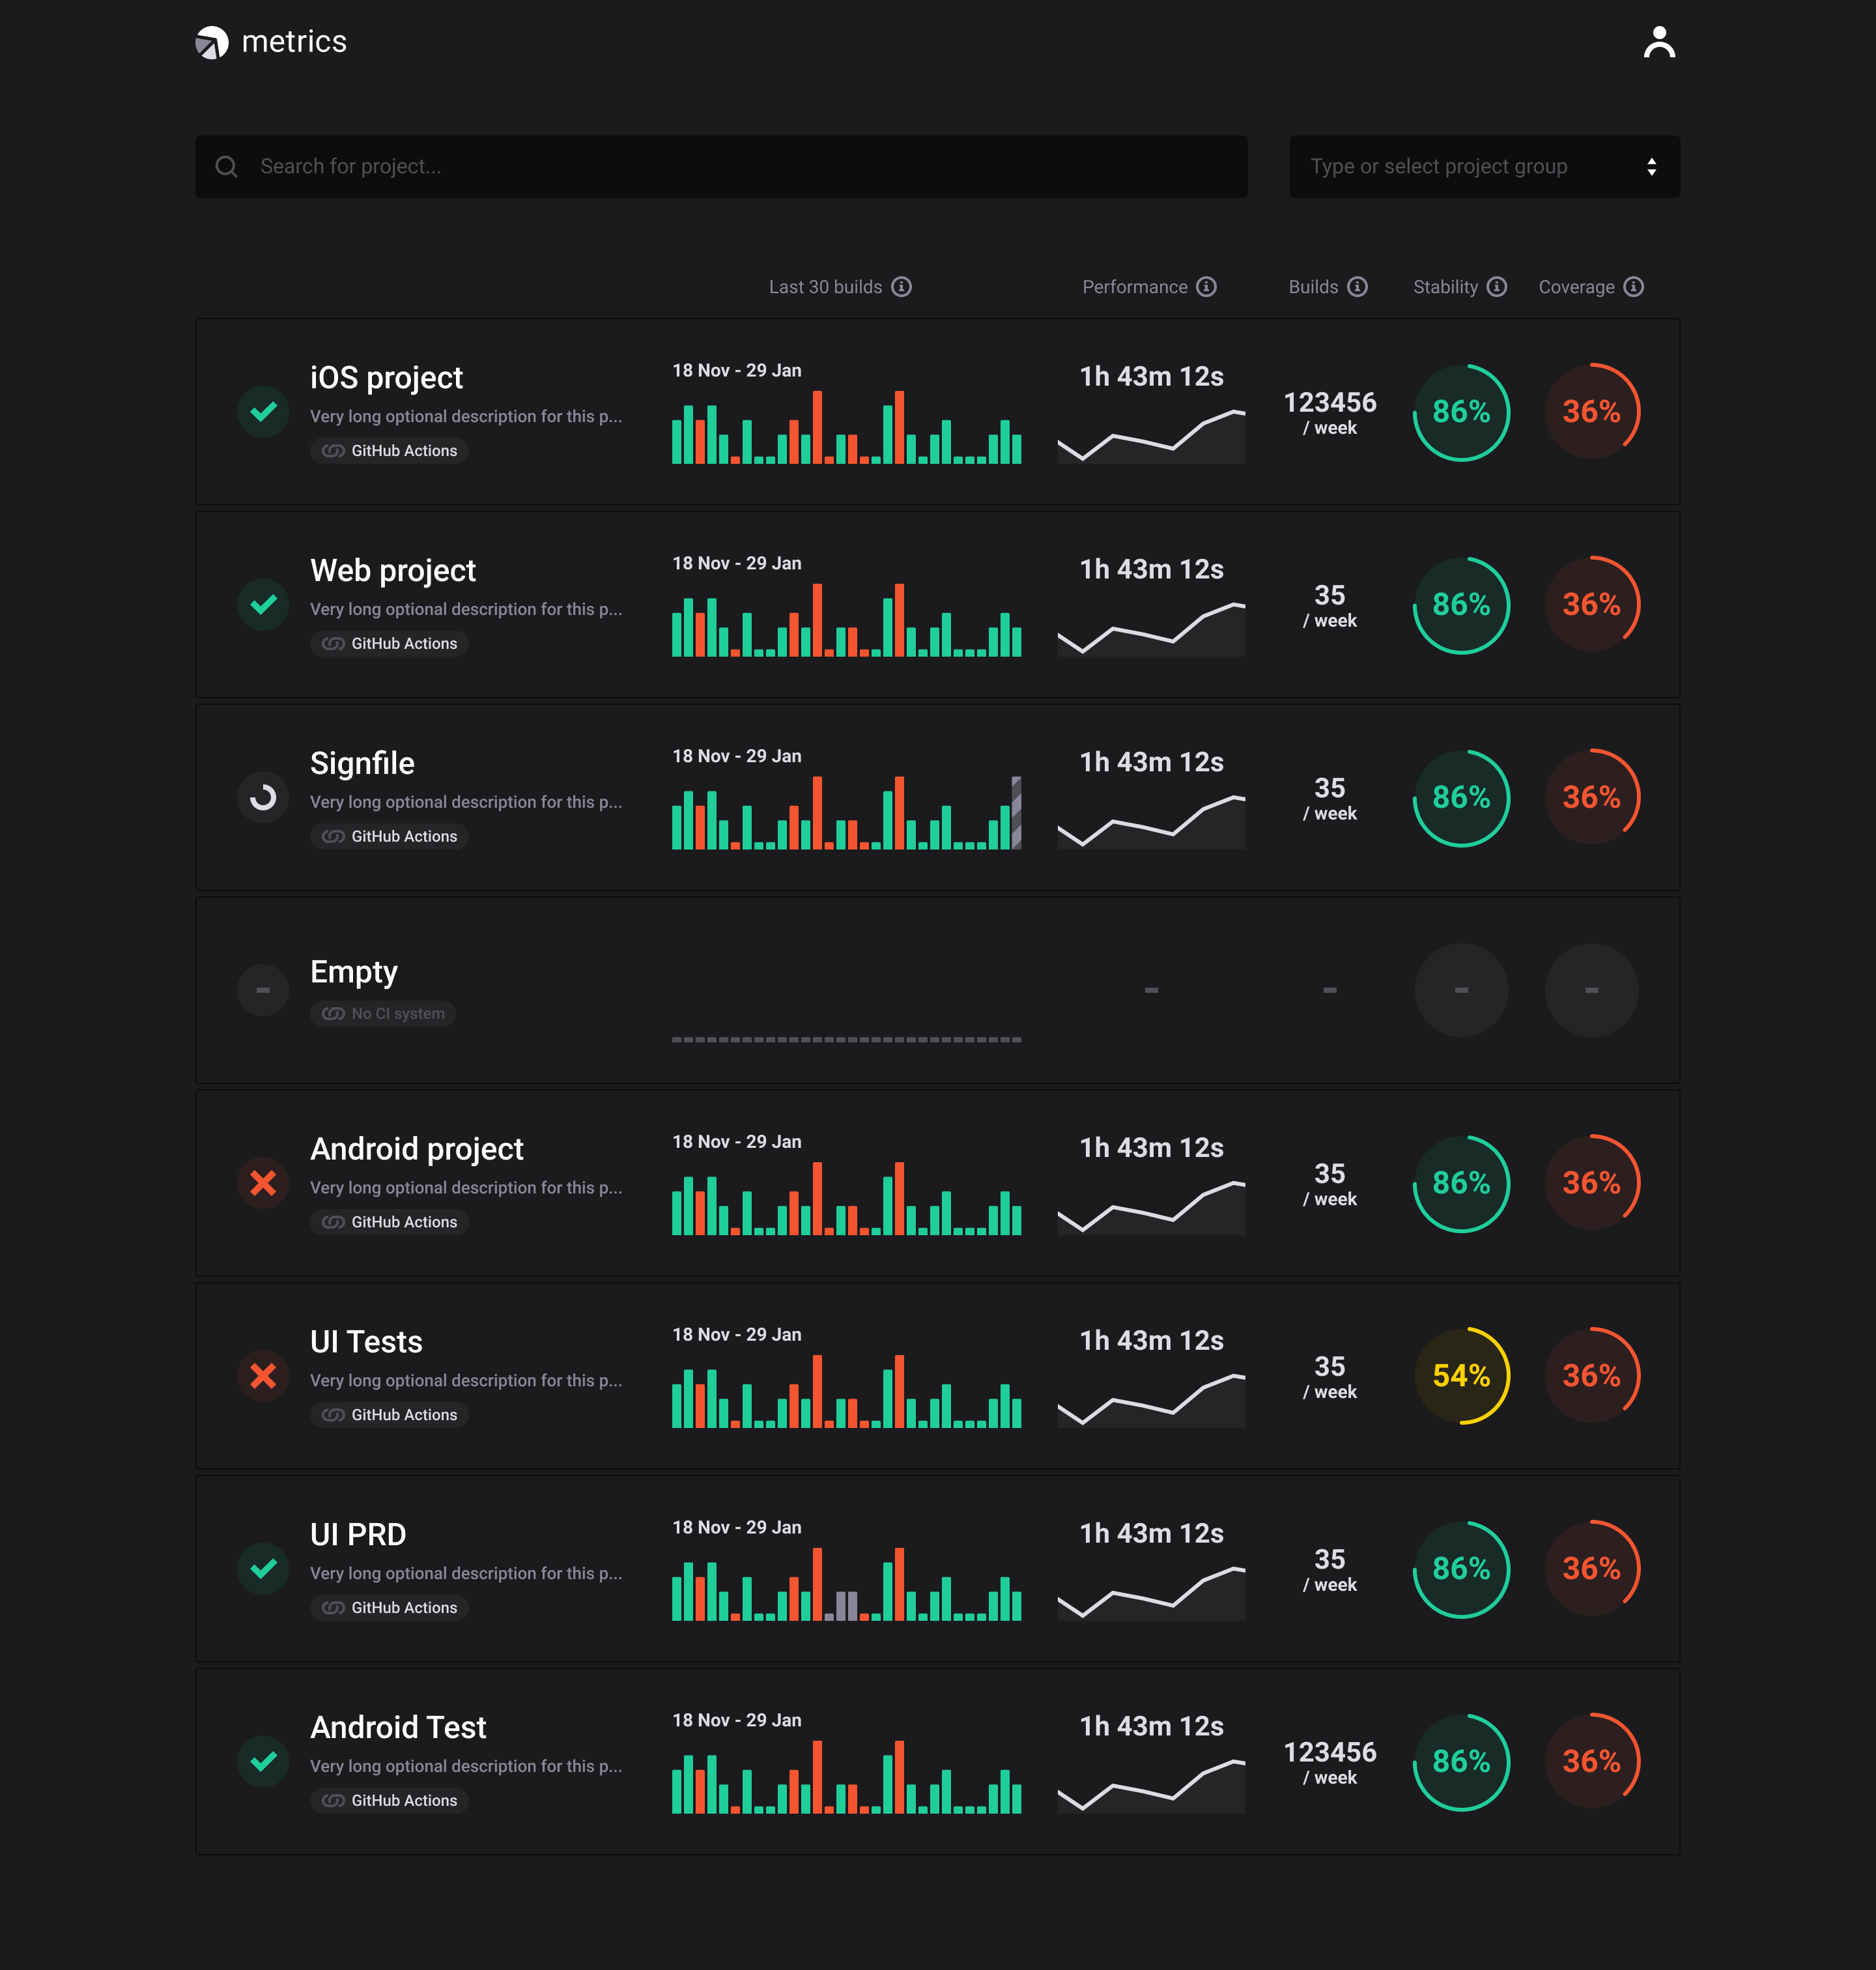 metrics
Search for project...
Type or select project group
Last 30 builds
Performance
Builds
Stability
Coverage
iOS project
Very long optional description for this p...
GitHub Actions
18 Nov - 29 Jan
1h 43m 12s
123456
/ week
86%
36%
Web project
Very long optional description for this p...
GitHub Actions
18 Nov - 29 Jan
1h 43m 12s
35
/ week
86%
36%
Signfile
Very long optional description for this p...
GitHub Actions
18 Nov - 29 Jan
1h 43m 12s
35
/ week
86%
36%
Empty
No CI system
-
-
-
-
Android project
Very long optional description for this p...
GitHub Actions
18 Nov - 29 Jan
1h 43m 12s
35
/ week
86%
36%
UI Tests
Very long optional description for this p...
GitHub Actions
18 Nov - 29 Jan
1h 43m 12s
35
/ week
54%
36%
UI PRD
Very long optional description for this p...
GitHub Actions
18 Nov - 29 Jan
1h 43m 12s
35
/ week
86%
36%
Android Test
Very long optional description for this p...
GitHub Actions
18 Nov - 29 Jan
1h 43m 12s
123456
/ week
86%
36%